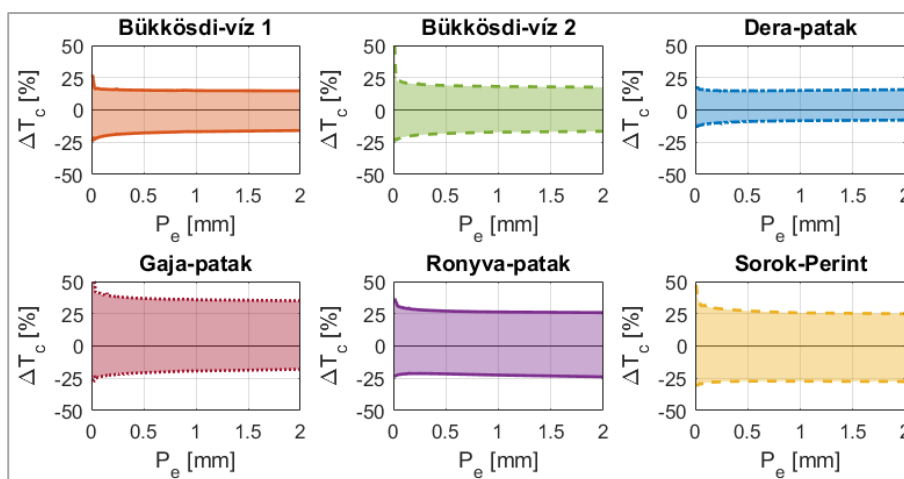 Bükkösdi-víz 1
50
25
0
-25
-50
ΔT_c [%]
0 0.5 1 1.5 2
P_e [mm]
Bükkösdi-víz 2
50
25
0
-25
-50
ΔT_c [%]
0 0.5 1 1.5 2
P_e [mm]
Dera-patak
50
25
0
-25
-50
ΔT_c [%]
0 0.5 1 1.5 2
P_e [mm]
Gaja-patak
50
25
0
-25
-50
ΔT_c [%]
0 0.5 1 1.5 2
P_e [mm]
Ronyva-patak
50
25
0
-25
-50
ΔT_c [%]
0 0.5 1 1.5 2
P_e [mm]
Sorok-Perint
50
25
0
-25
-50
ΔT_c [%]
0 0.5 1 1.5 2
P_e [mm]